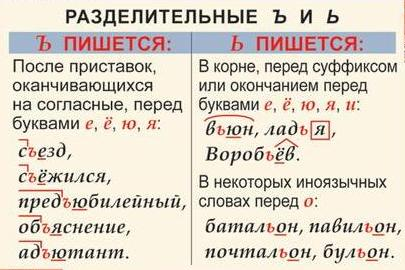 РАЗДЕЛИТЕЛЬНЫЕ Ъ И Ь
Ъ ПИШЕТСЯ:
После приставок,
оканчивающихся
на согласные, перед
буквами е, ё, ю, я:
съезд,
съёжился,
предъюбилейный,
объяснение,
адъютант.
Ь ПИШЕТСЯ:
В корне, перед суффиксом
или окончанием перед
буквами е, ё, ю, я, и:
вьюн, ладья,
Воробьёв.
В некоторых иноязычных
словах перед о:
батальон, павильон,
почтальон, бульон.